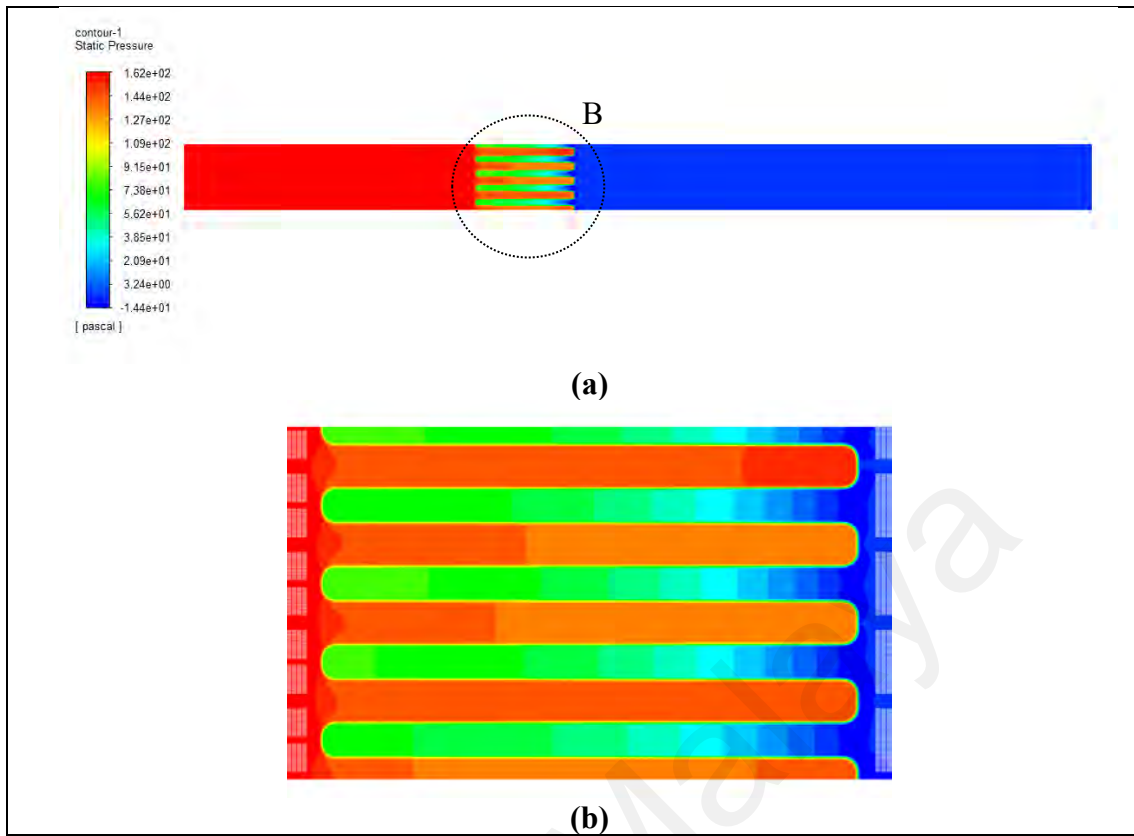 contour-1
Static Pressure
1.62e+02
1.44e+02
1.27e+02
1.09e+02
9.15e+01
7.38e+01
5.62e+01
3.85e+01
2.09e+01
3.24e+00
-1.44e+01
[ pascal ]
B
(a)
(b)
Malaya